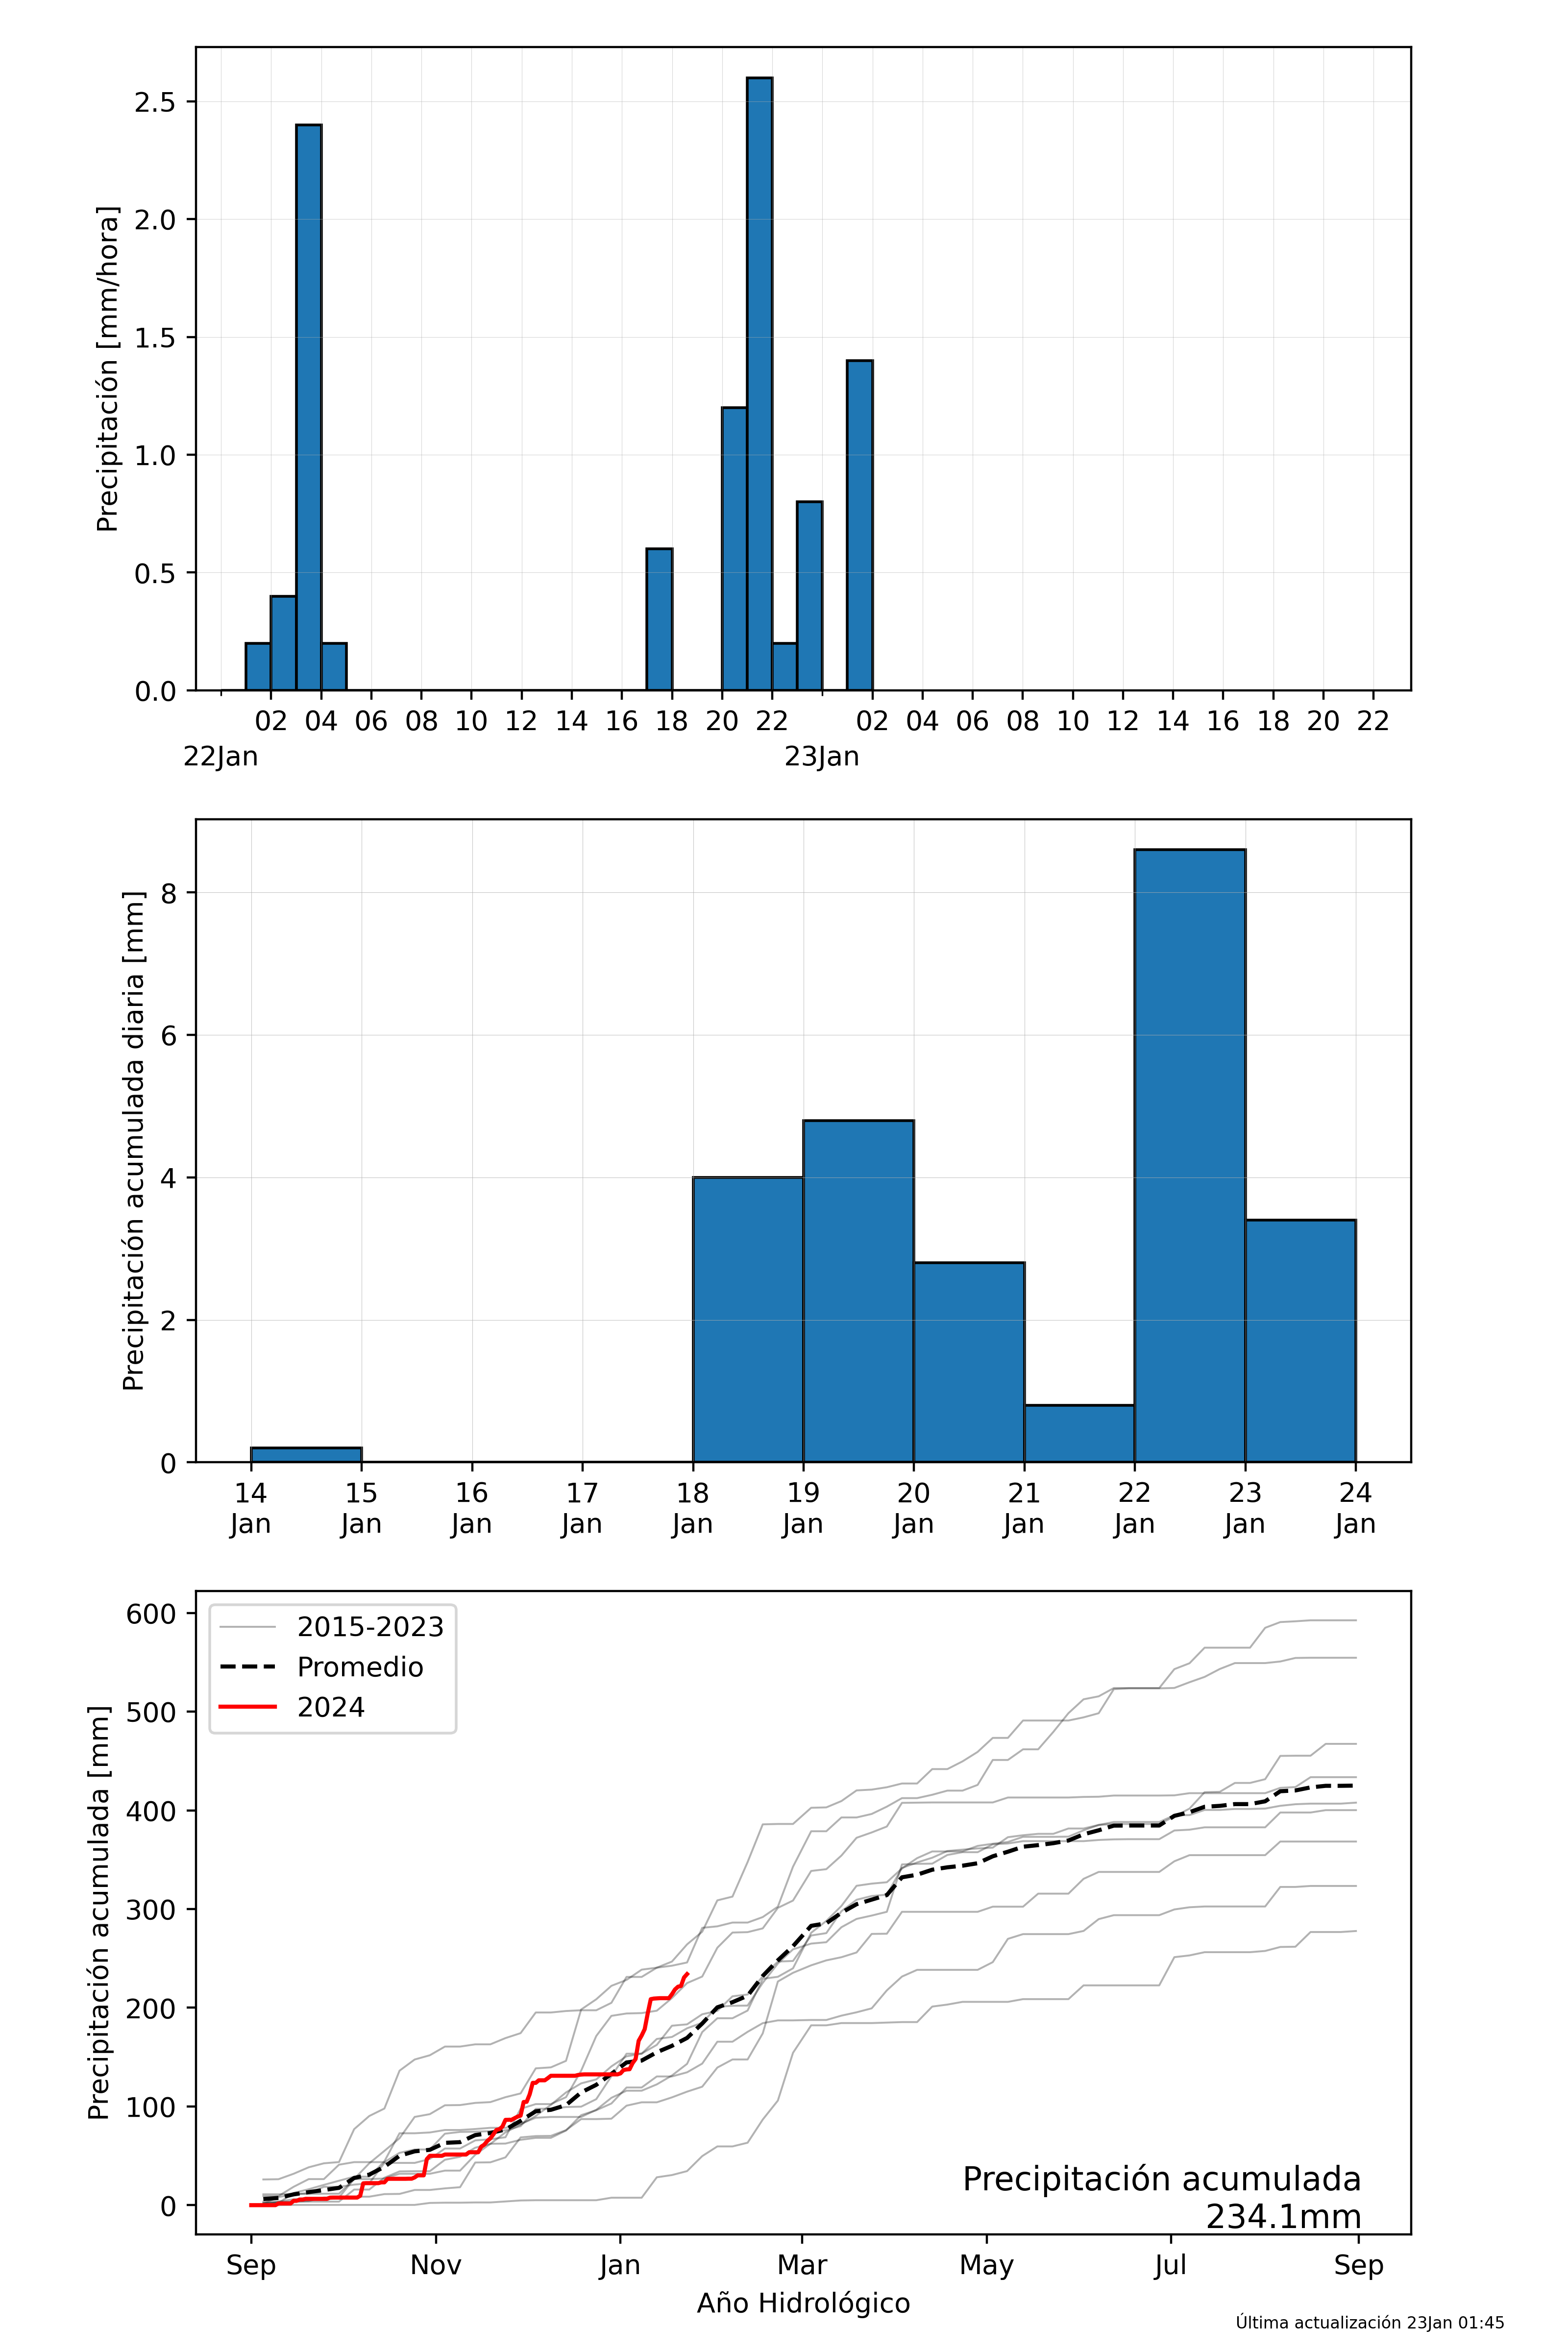 Precipitación [mm/hora]
2.5
2.0
1.5
1.0
0.5
0.0
02 04 06 08 10 12 14 16 18 20 22 02 04 06 08 10 12 14 16 18 20 22
22Jan 23Jan
Precipitación acumulada diaria [mm]
8
6
4
2
0
14 15 16 17 18 19 20 21 22 23 24
Jan Jan Jan Jan Jan Jan Jan Jan Jan Jan Jan
Precipitación acumulada [mm]
600
500
400
300
200
100
0
2015-2023
Promedio
2024
Precipitación acumulada
234.1mm
Sep Nov Jan Mar May Jul Sep
Año Hidrológico
Última actualización 23Jan 01:45